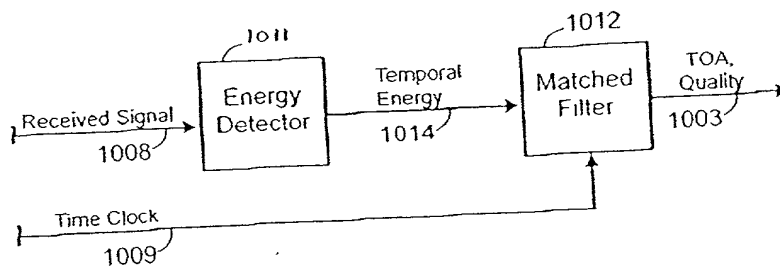 1011
1012
Energy
Detector
Temporal
Energy
Matched
Filter
TOA,
Quality
Received Signal
1008
1014
1003
Time Clock
1009